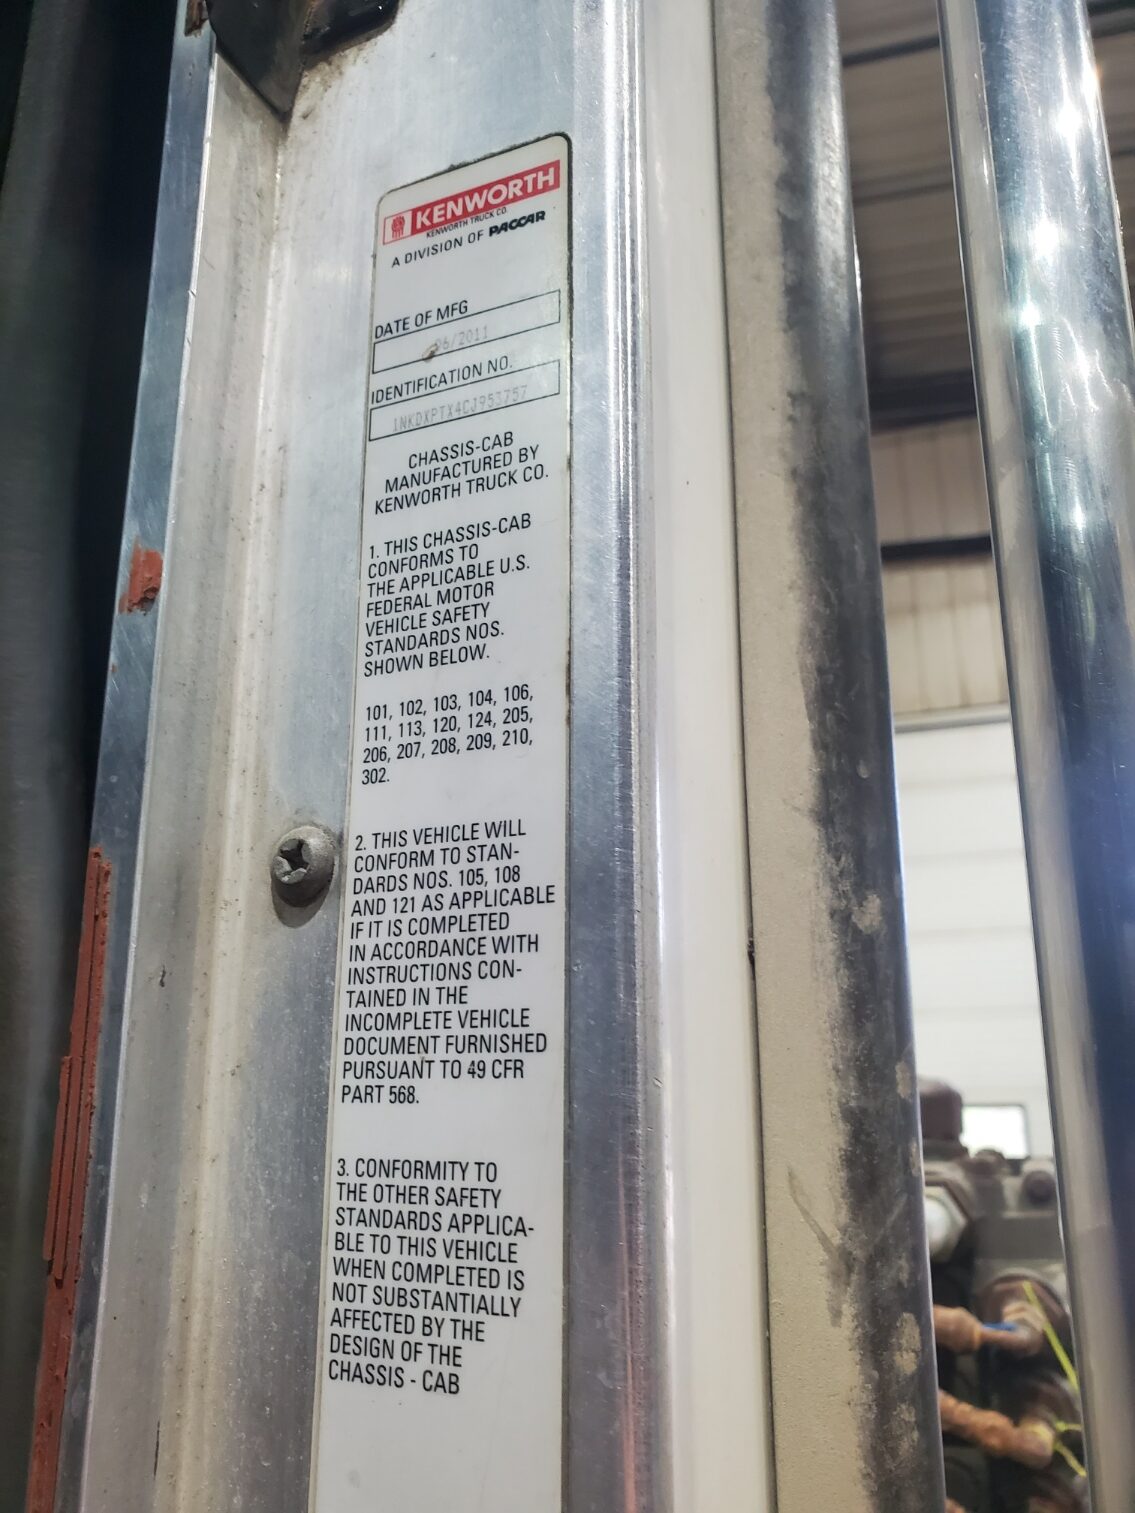 KENWORTH
KENWORTH TRUCK CO.
A DIVISION OF PACCAR
DATE OF MFG
06/2011
IDENTIFICATION NO.
1NKDXPTX4CJ953757
CHASSIS-CAB
MANUFACTURED BY
KENWORTH TRUCK CO.
1. THIS CHASSIS-CAB
CONFORMS TO
THE APPLICABLE U.S.
FEDERAL MOTOR
VEHICLE SAFETY
STANDARDS NOS.
SHOWN BELOW.
101, 102, 103, 104, 106,
111, 113, 120, 124, 205,
206, 207, 208, 209, 210,
302.
2. THIS VEHICLE WILL
CONFORM TO STAN-
DARDS NOS. 105, 108
AND 121 AS APPLICABLE
IF IT IS COMPLETED
IN ACCORDANCE WITH
INSTRUCTIONS CON-
TAINED IN THE
INCOMPLETE VEHICLE
DOCUMENT FURNISHED
PURSUANT TO 49 CFR
PART 568.
3. CONFORMITY TO
THE OTHER SAFETY
STANDARDS APPLICA-
BLE TO THIS VEHICLE
WHEN COMPLETED IS
NOT SUBSTANTIALLY
AFFECTED BY THE
DESIGN OF THE
CHASSIS - CAB